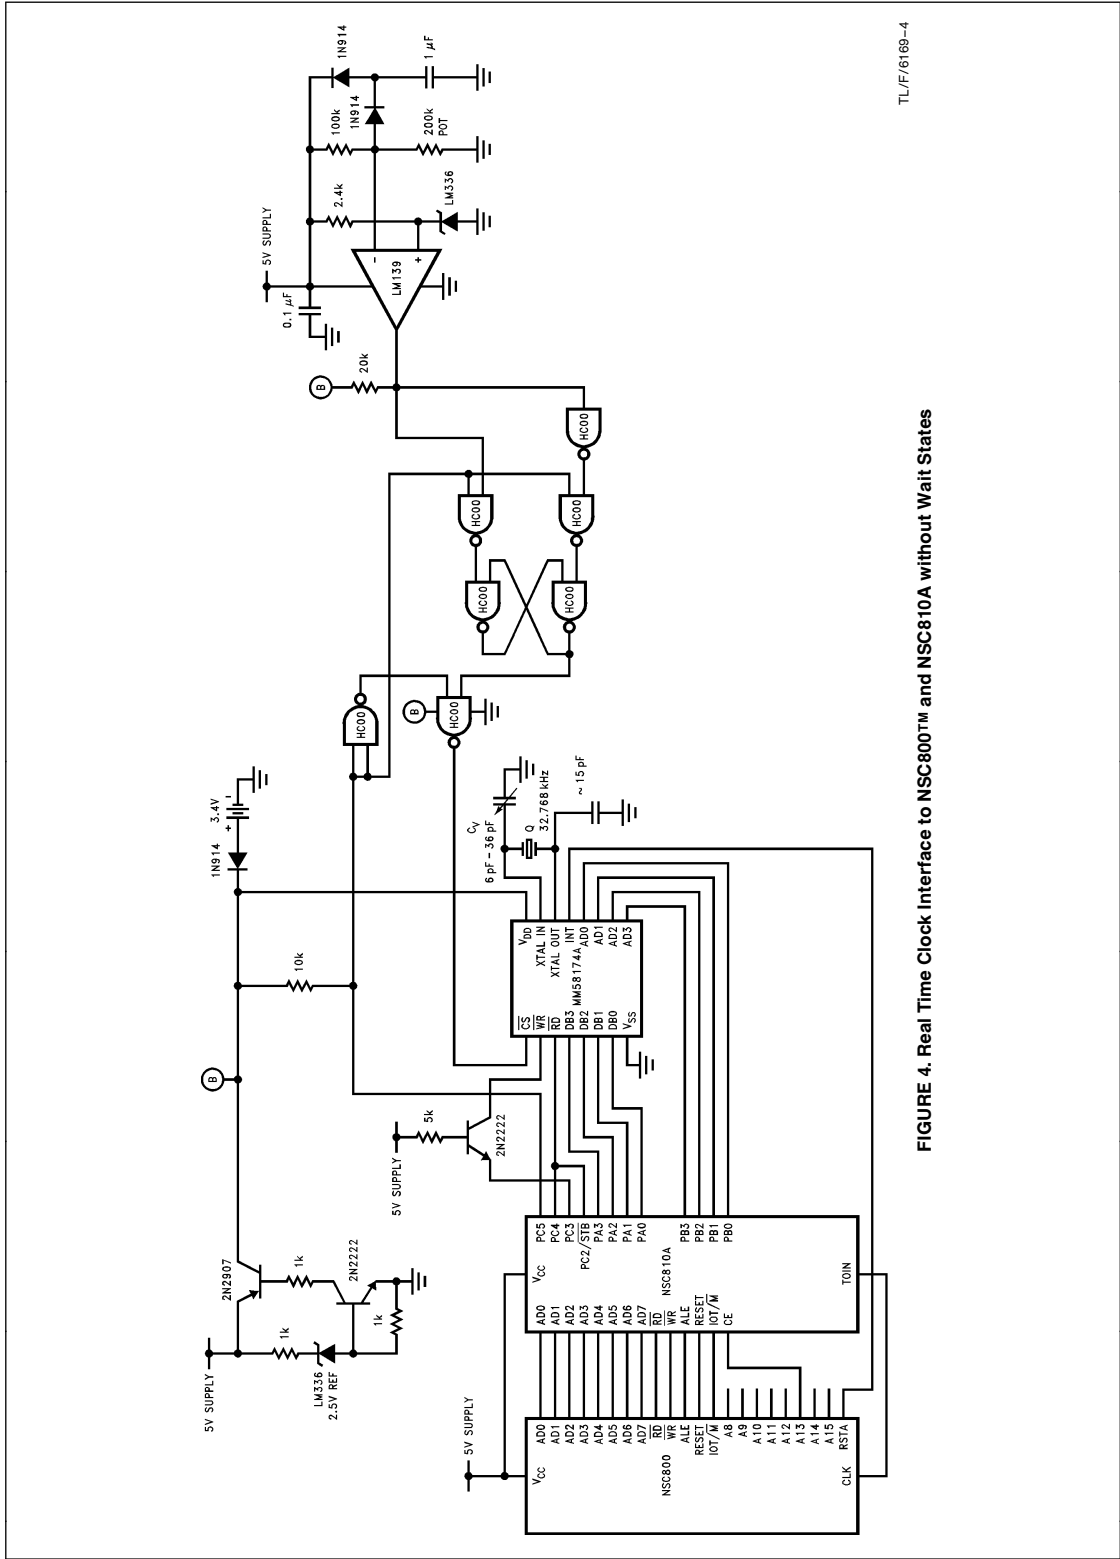 5V SUPPLY
2N2907
1k
LM336
2.5V REF
1k
2N2222
1k
B
10k
1N914
3.4V
+
–
5V SUPPLY
5k
2N2222
5V SUPPLY
NSC800
VCC
AD0
AD1
AD2
AD3
AD4
AD5
AD6
AD7
RD
WR
ALE
RESET
IOT/M
A8
A9
A10
A11
A12
A13
A14
A15
RSTA
CLK
NSC810A
VCC
AD0
AD1
AD2
AD3
AD4
AD5
AD6
AD7
RD
WR
ALE
RESET
IOT/M
CE
TOIN
PC5
PC4
PC3
PC2/STB
PA3
PA2
PA1
PA0
PB3
PB2
PB1
PB0
MM58174A
CS
WR
RD
DB3
DB2
DB1
DB0
VSS
VDD
XTAL IN
XTAL OUT
INT
AD0
AD1
AD2
AD3
CV
6 pF – 36 pF
Q
32.768 kHz
~ 15 pF
HC00
B
HC00
HC00
HC00
HC00
HC00
HC00
B
20k
0.1 µF
5V SUPPLY
LM139
–
+
2.4k
LM336
100k
1N914
200k
POT
1N914
1 µF
TL/F/6169–4
FIGURE 4. Real Time Clock Interface to NSC800™ and NSC810A without Wait States